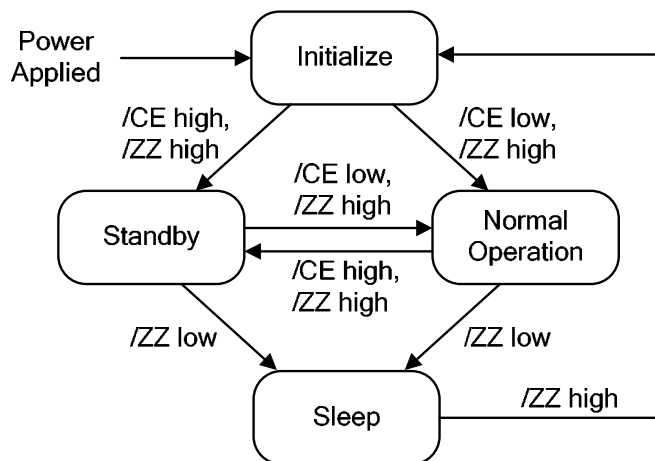 Power
Applied
Initialize
/CE high,
/ZZ high
/CE low,
/ZZ high
Standby
/CE low,
/ZZ high
/CE high,
/ZZ high
Normal
Operation
/ZZ low
/ZZ low
Sleep
/ZZ high